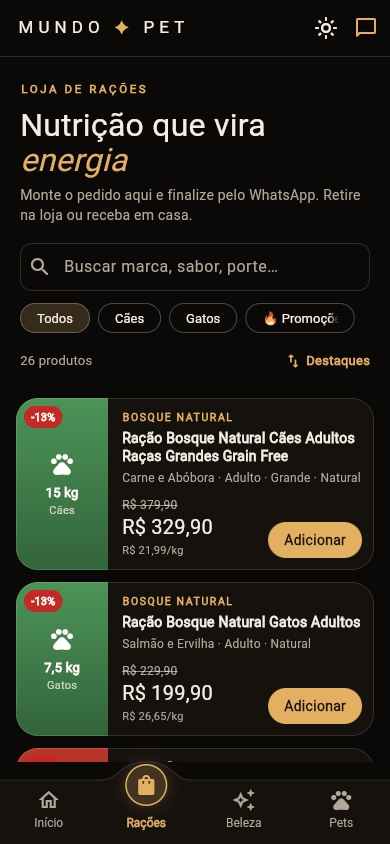 MUNDO ✦ PET
LOJA DE RAÇÕES
Nutrição que vira
energia
Monte o pedido aqui e finalize pelo WhatsApp. Retire
na loja ou receba em casa.
Buscar marca, sabor, porte…
Todos
Cães
Gatos
🔥 Promoçõ
26 produtos
Destaques
-13%
15 kg
Cães
BOSQUE NATURAL
Ração Bosque Natural Cães Adultos
Raças Grandes Grain Free
Carne e Abóbora · Adulto · Grande · Natural
R$ 379,90
R$ 329,90
R$ 21,99/kg
Adicionar
-13%
7,5 kg
Gatos
BOSQUE NATURAL
Ração Bosque Natural Gatos Adultos
Salmão e Ervilha · Adulto · Natural
R$ 229,90
R$ 199,90
R$ 26,65/kg
Adicionar
Início
Rações
Beleza
Pets